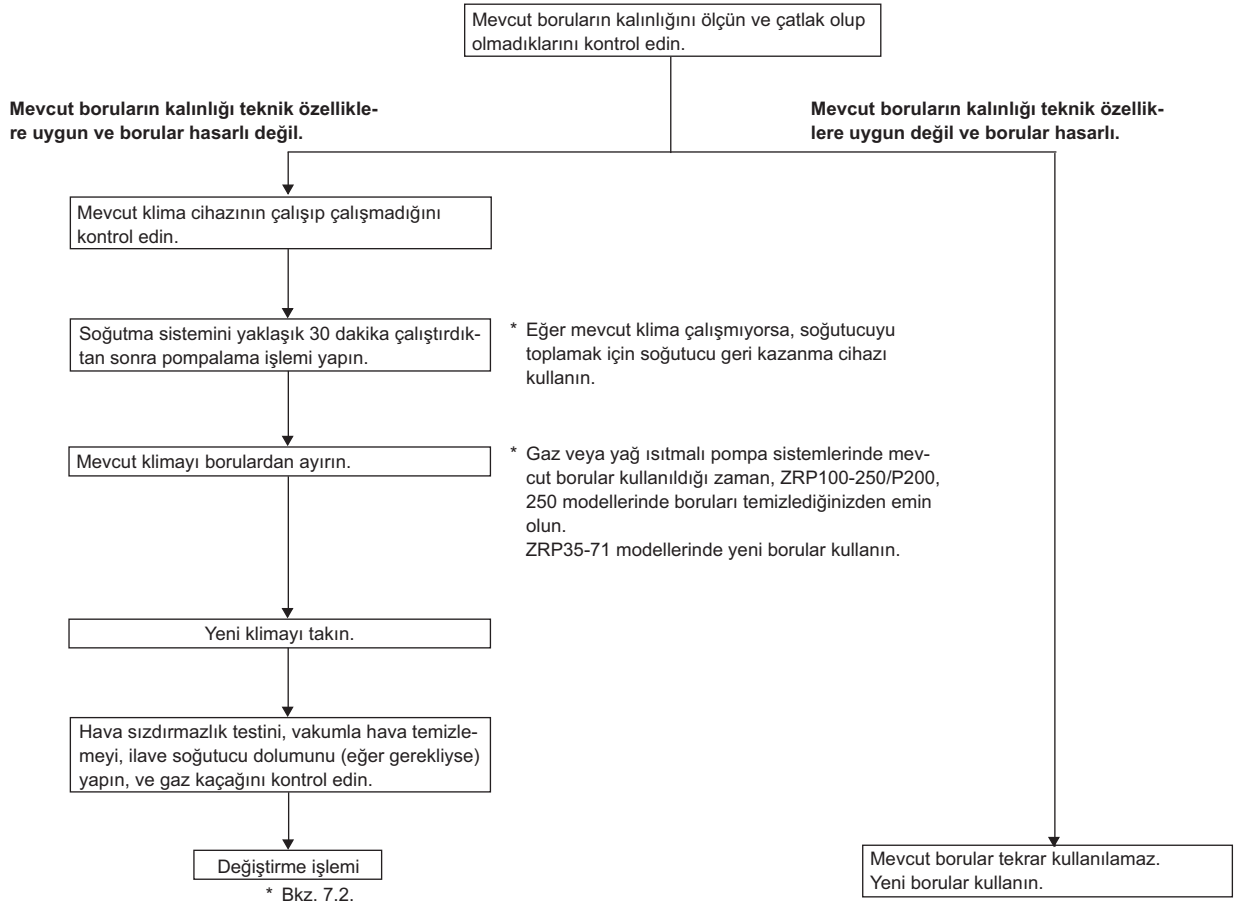 Mevcut boruların kalınlığını ölçün ve çatlak olup
olmadıklarını kontrol edin.
Mevcut boruların kalınlığı teknik özellikle-
re uygun ve borular hasarlı değil.
Mevcut boruların kalınlığı teknik özellik-
lere uygun değil ve borular hasarlı.
Mevcut klima cihazının çalışıp çalışmadığını
kontrol edin.
Soğutma sistemini yaklaşık 30 dakika çalıştırdık-
tan sonra pompalama işlemi yapın.
* Eğer mevcut klima çalışmıyorsa, soğutucuyu
toplamak için soğutucu geri kazanma cihazı
kullanın.
Mevcut klimayı borulardan ayırın.
* Gaz veya yağ ısıtmalı pompa sistemlerinde mev-
cut borular kullanıldığı zaman, ZRP100-250/P200,
250 modellerinde boruları temizlediğinizden emin
olun.
ZRP35-71 modellerinde yeni borular kullanın.
Yeni klimayı takın.
Hava sızdırmazlık testini, vakumla hava temizle-
meyi, ilave soğutucu dolumunu (eğer gerekliyse)
yapın, ve gaz kaçağını kontrol edin.
Değiştirme işlemi
* Bkz. 7.2.
Mevcut borular tekrar kullanılamaz.
Yeni borular kullanın.